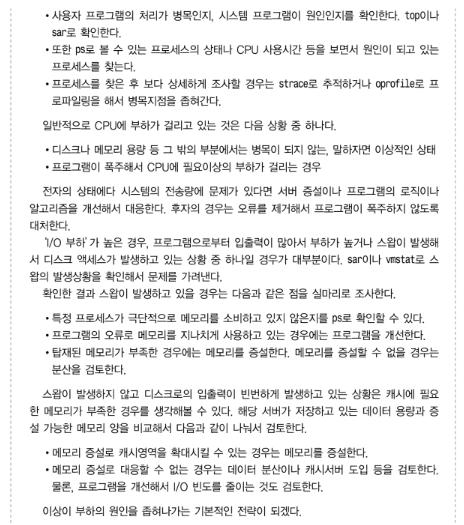 • 사용자 프로그램의 처리가 병목인지, 시스템 프로그램이 원인인지를 확인한다. top이나
sar로 확인한다.
• 또한 ps로 볼 수 있는 프로세스의 상태나 CPU 사용시간 등을 보면서 원인이 되고 있는
프로세스를 찾는다.
• 프로세스를 찾은 후 보다 상세하게 조사할 경우는 strace로 추적하거나 oprofile로 프
로파일링을 해서 병목지점을 좁혀간다.
일반적으로 CPU에 부하가 걸리고 있는 것은 다음 상황 중 하나다.
• 디스크나 메모리 용량 등 그 밖의 부분에서는 병목이 되지 않는, 말하자면 이상적인 상태
• 프로그램이 폭주해서 CPU에 필요이상의 부하가 걸리는 경우
전자의 상태에다 시스템의 전송량에 문제가 있다면 서버 증설이나 프로그램의 로직이나
알고리즘을 개선해서 대응한다. 후자의 경우는 오류를 제거해서 프로그램이 폭주하지 않도록
대처한다.
'I/O 부하'가 높은 경우, 프로그램으로부터 입출력이 많아서 부하가 높거나 스왑이 발생해
서 디스크 액세스가 발생하고 있는 상황 중 하나일 경우가 대부분이다. sar이나 vmstat로 스
왑의 발생상황을 확인해서 문제를 가려낸다.
확인한 결과 스왑이 발생하고 있을 경우는 다음과 같은 점을 실마리로 조사한다.
• 특정 프로세스가 극단적으로 메모리를 소비하고 있지 않은지를 ps로 확인할 수 있다.
• 프로그램의 오류로 메모리를 지나치게 사용하고 있는 경우에는 프로그램을 개선한다.
• 탑재된 메모리가 부족한 경우에는 메모리를 증설한다. 메모리를 증설할 수 없을 경우는
분산을 검토한다.
스왑이 발생하지 않고 디스크로의 입출력이 빈번하게 발생하고 있는 상황은 캐시에 필요
한 메모리가 부족한 경우를 생각해볼 수 있다. 해당 서버가 저장하고 있는 데이터 용량과 증
설 가능한 메모리 양을 비교해서 다음과 같이 나눠서 검토한다.
• 메모리 증설로 캐시영역을 확대시킬 수 있는 경우는 메모리를 증설한다.
• 메모리 증설로 대응할 수 없는 경우는 데이터 분산이나 캐시서버 도입 등을 검토한다.
물론, 프로그램을 개선해서 I/O 빈도를 줄이는 것도 검토한다.
이상이 부하의 원인을 좁혀나가는 기본적인 전략이 되겠다.